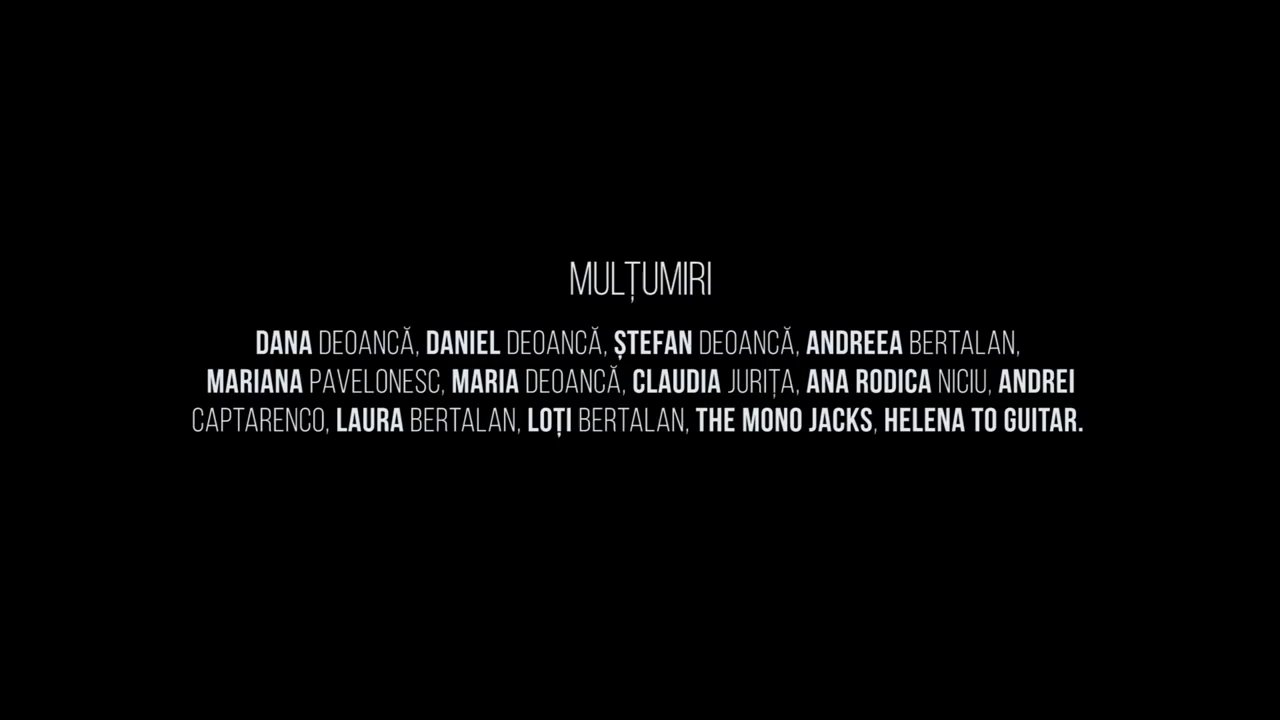 MULȚUMIRI
DANA DEOANCĂ, DANIEL DEOANCĂ, ȘTEFAN DEOANCĂ, ANDREEA BERTALAN,
MARIANA PAVELONESC, MARIA DEOANCĂ, CLAUDIA JURIȚA, ANA RODICA NICIU, ANDREI
CAPTARENCO, LAURA BERTALAN, LOȚI BERTALAN, THE MONO JACKS, HELENA TO GUITAR.